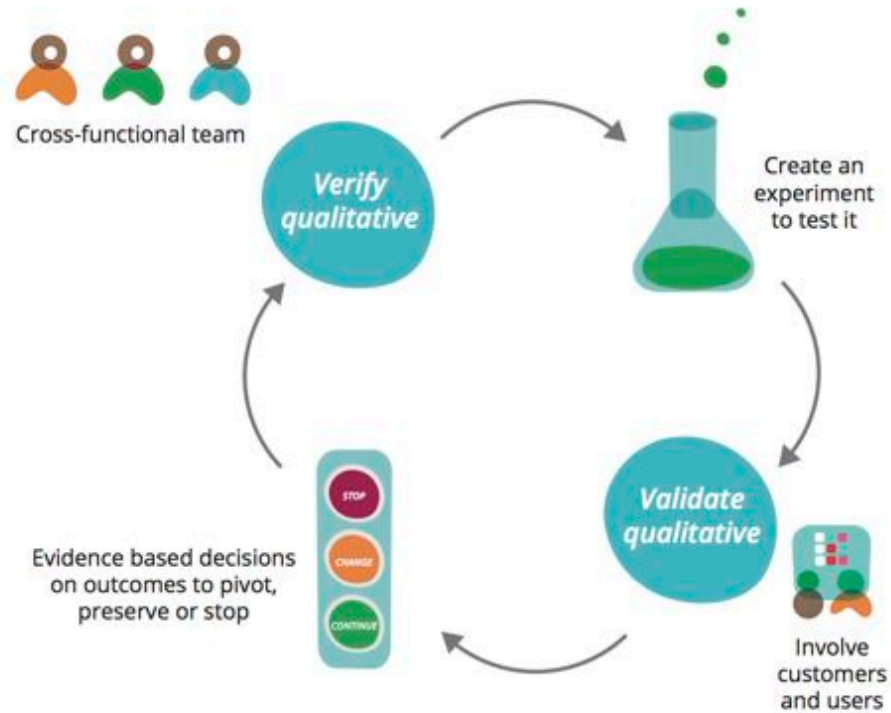 Cross-functional team
Verify
qualitative
Create an
experiment
to test it
Validate
qualitative
Involve
customers
and users
STOP
CHANGE
CONTINUE
Evidence based decisions
on outcomes to pivot,
preserve or stop